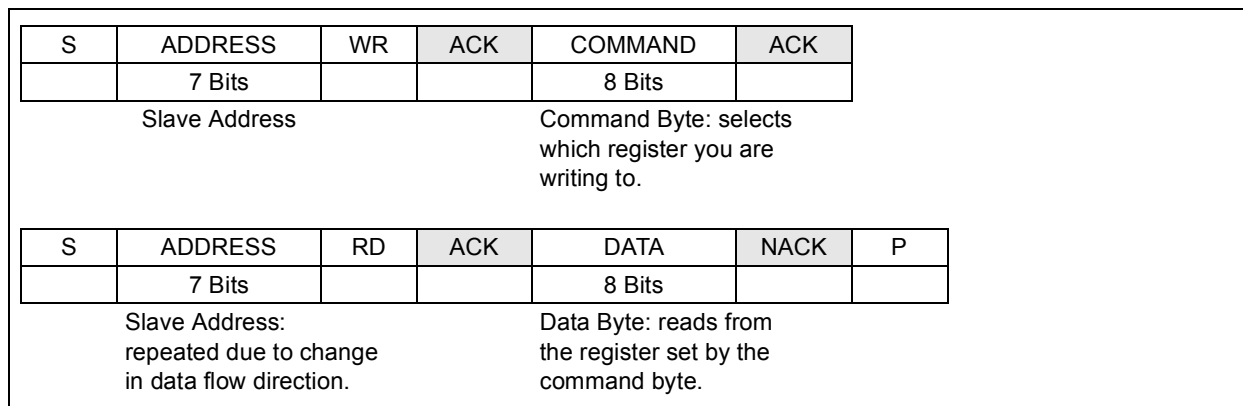 S ADDRESS WR ACK COMMAND ACK
7 Bits 8 Bits
Slave Address
Command Byte: selects
which register you are
writing to.
S ADDRESS RD ACK DATA NACK P
7 Bits 8 Bits
Slave Address:
repeated due to change
in data flow direction.
Data Byte: reads from
the register set by the
command byte.